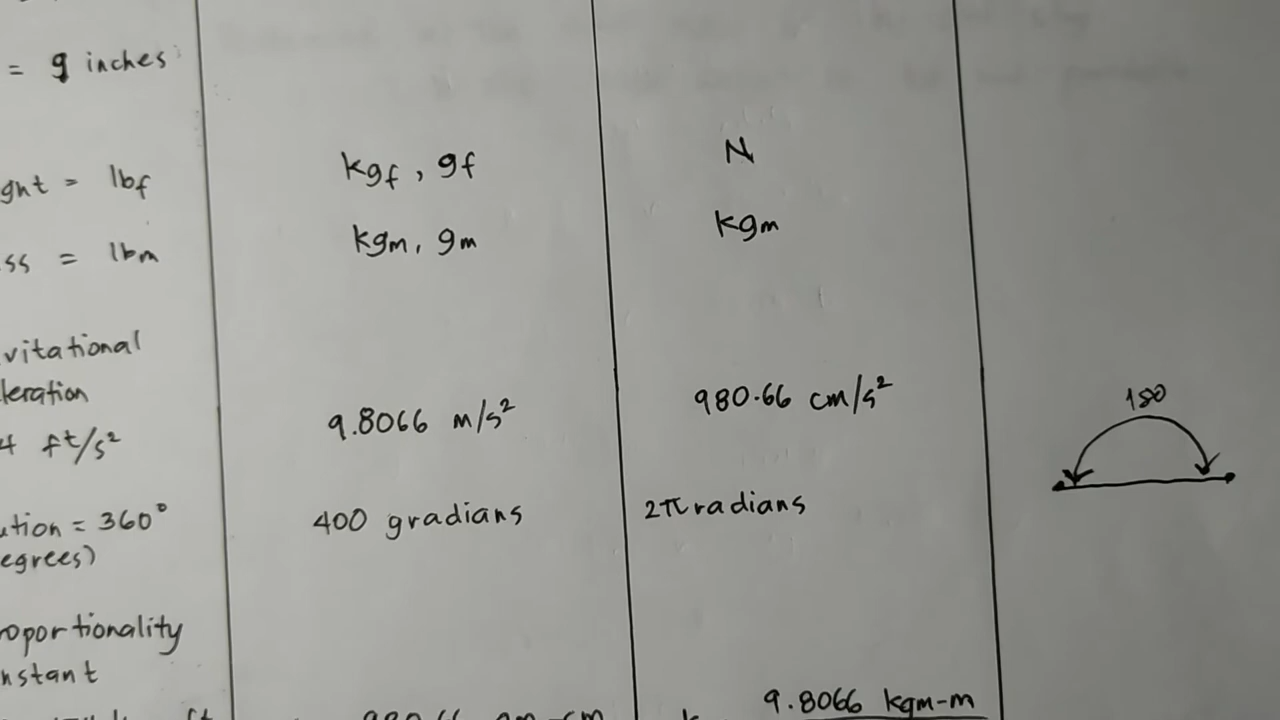 = 9 inches
ght = lbf
kgf, gf
N
ss = lbm
kgm, gm
kgm
vitational
leration
4 ft/s²
9.8066 m/s²
980.66 cm/s²
180
ution = 360°
egrees)
400 gradians
2π radians
oportionality
nstant
9.8066 kgm-m